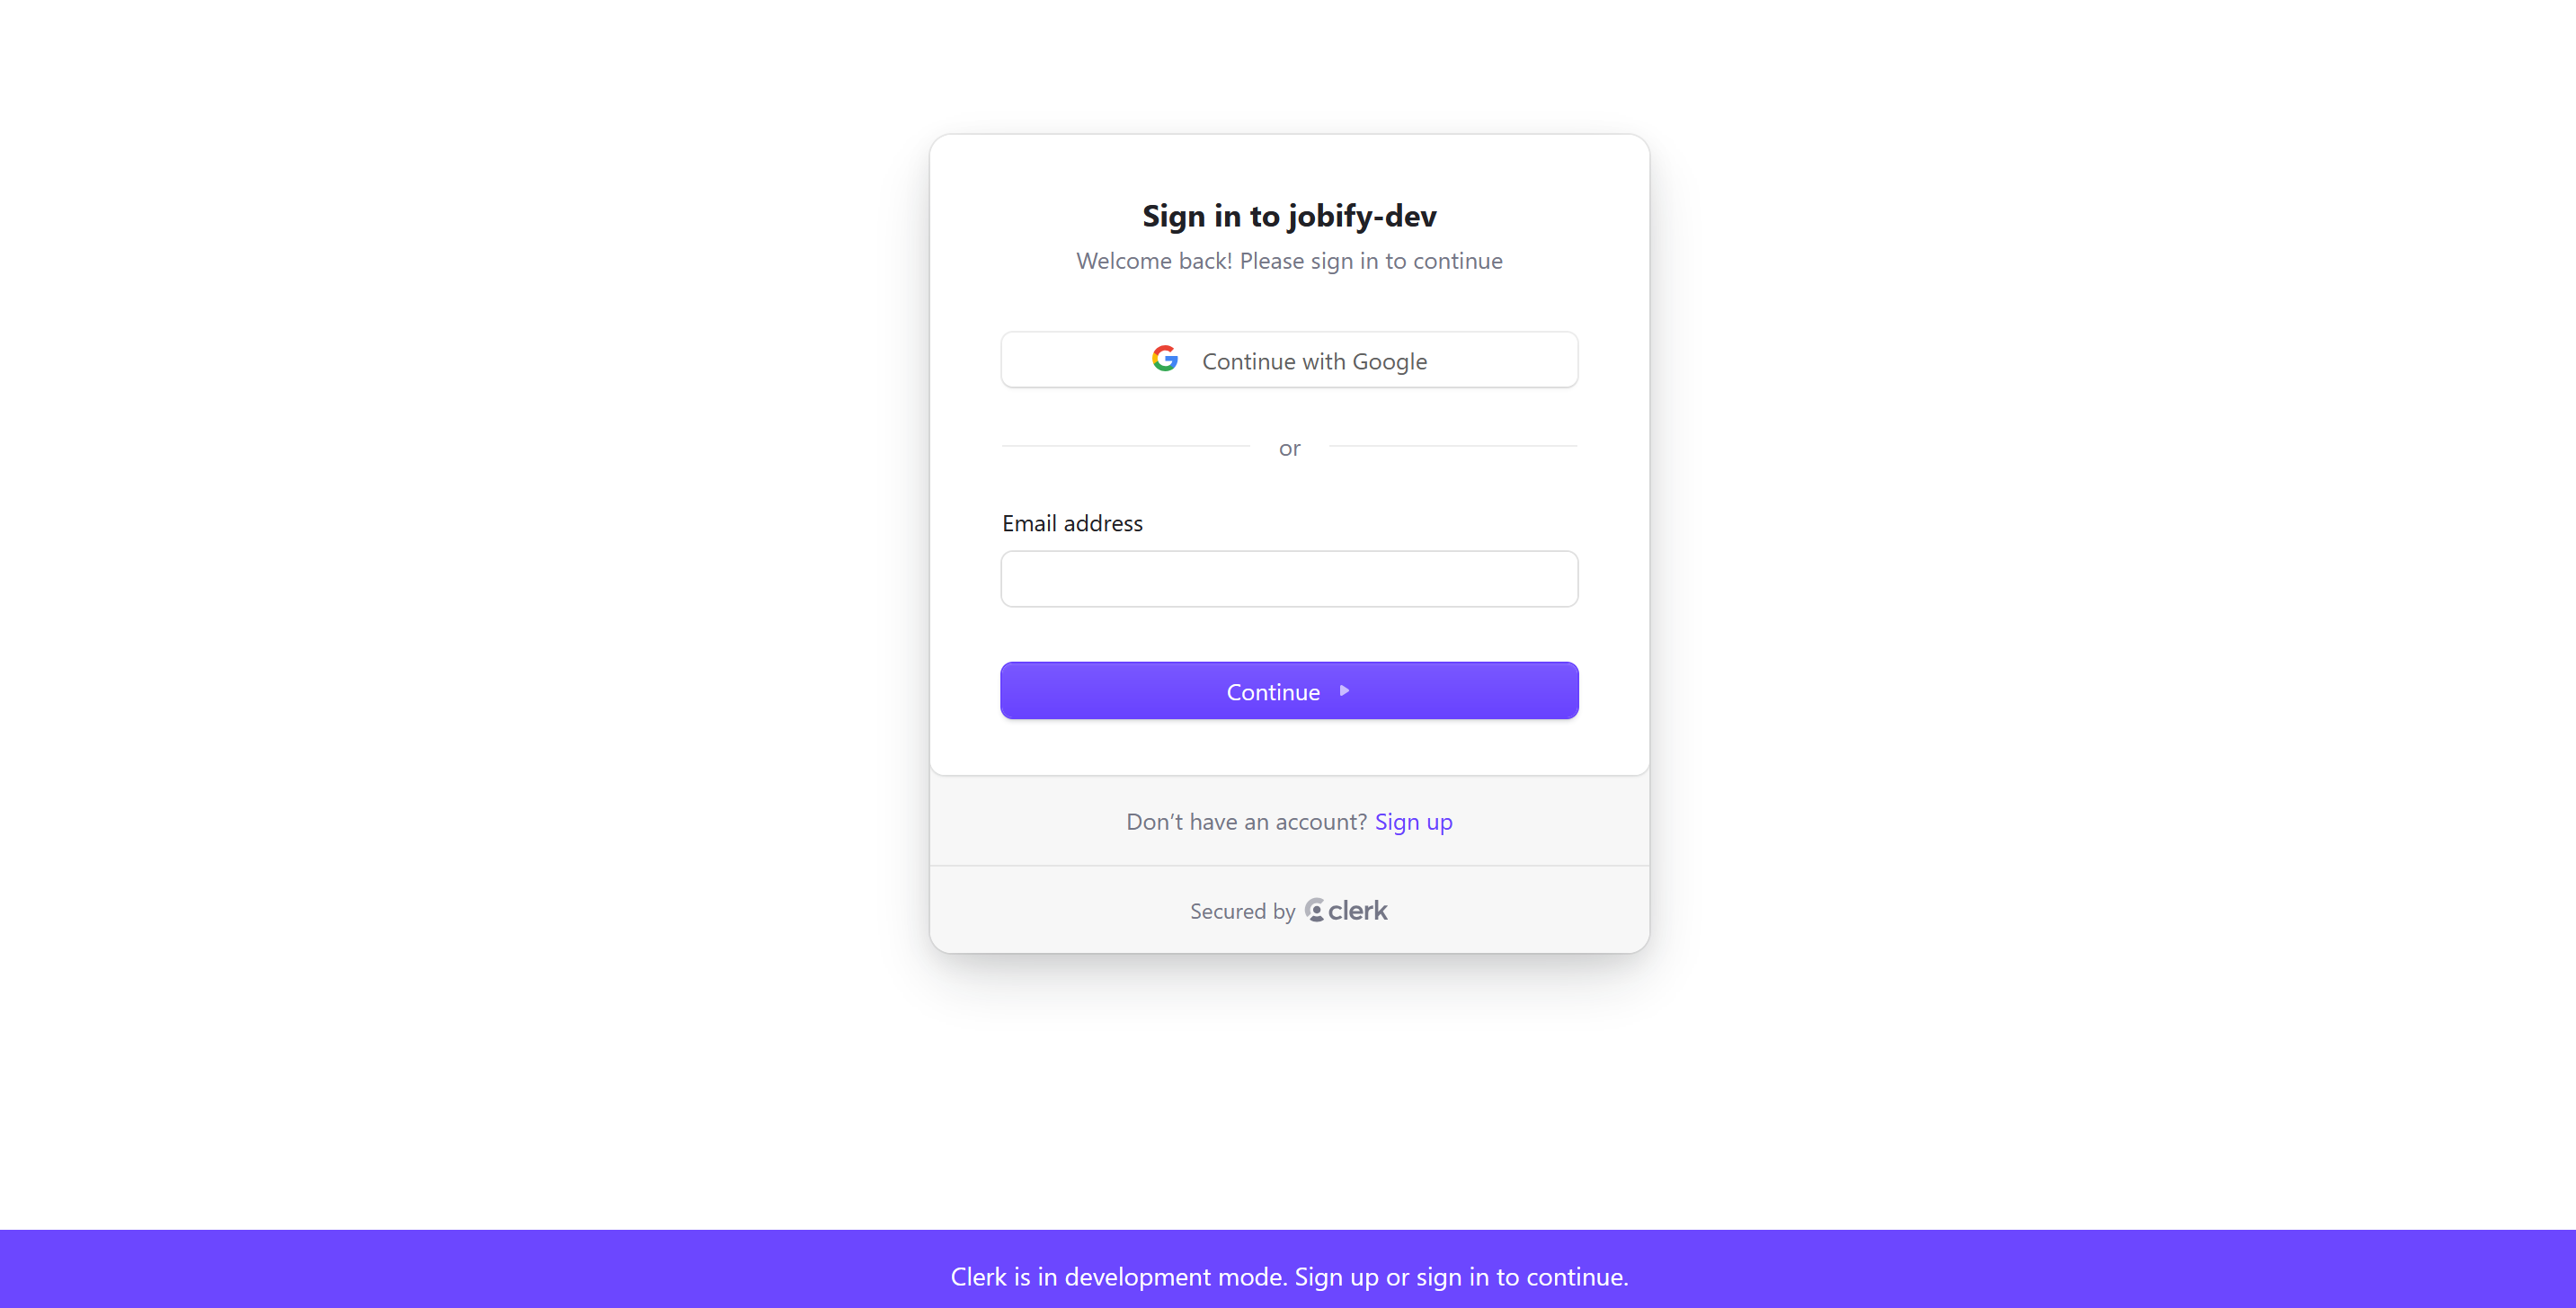 Sign in to jobify-dev
Welcome back! Please sign in to continue
Continue with Google
or
Email address
Continue
Don’t have an account? Sign up
Secured by clerk
Clerk is in development mode. Sign up or sign in to continue.